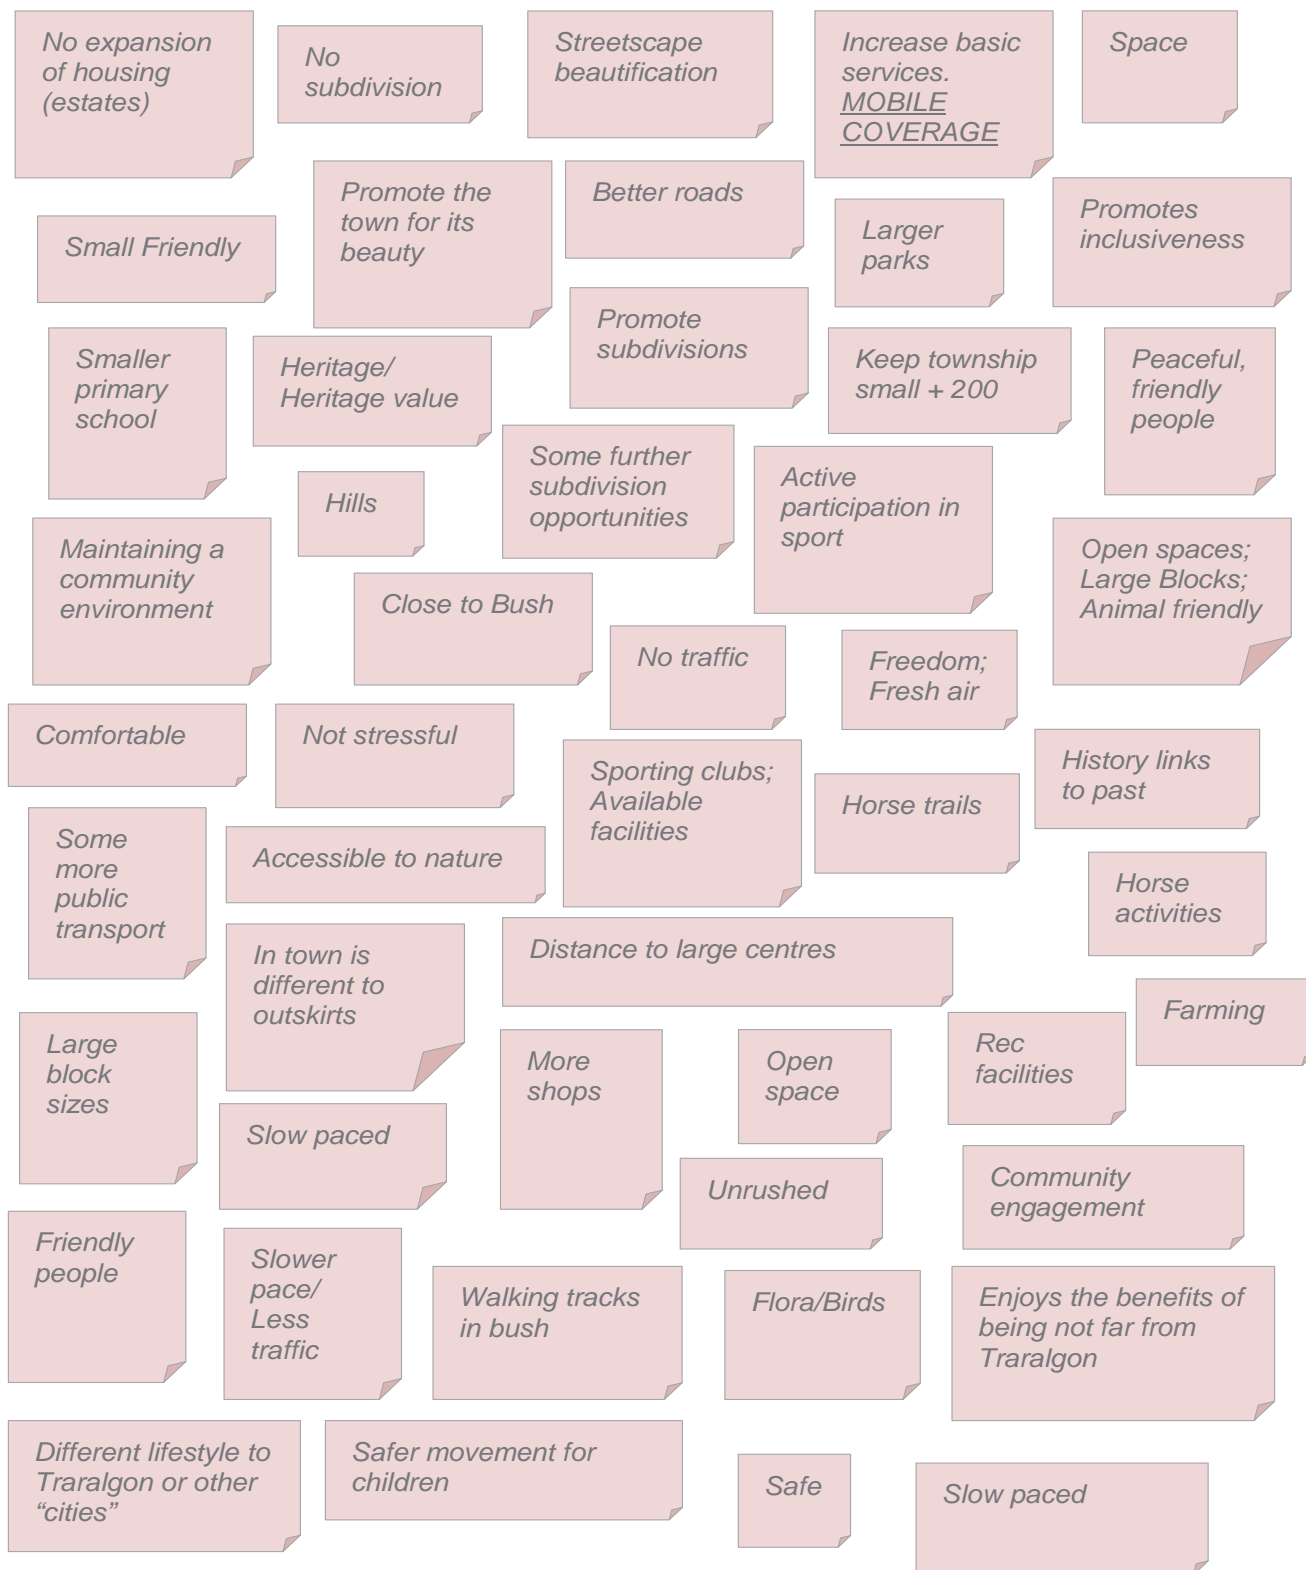 No expansion
of housing
(estates)
No
subdivision
Streetscape
beautification
Increase basic
services.
MOBILE
COVERAGE
Space
Small Friendly
Promote the
town for its
beauty
Better roads
Larger
parks
Promotes
inclusiveness
Smaller
primary
school
Heritage/
Heritage value
Promote
subdivisions
Keep township
small + 200
Peaceful,
friendly
people
Hills
Some further
subdivision
opportunities
Active
participation in
sport
Maintaining a
community
environment
Close to Bush
No traffic
Freedom;
Fresh air
Open spaces;
Large Blocks;
Animal friendly
Comfortable
Not stressful
Sporting clubs;
Available
facilities
Horse trails
History links
to past
Some
more
public
transport
Accessible to nature
Horse
activities
In town is
different to
outskirts
Distance to large centres
Farming
Large
block
sizes
More
shops
Open
space
Rec
facilities
Slow paced
Unrushed
Community
engagement
Friendly
people
Slower
pace/
Less
traffic
Walking tracks
in bush
Flora/Birds
Enjoys the benefits of
being not far from
Traralgon
Different lifestyle to
Traralgon or other
“cities”
Safer movement for
children
Safe
Slow paced